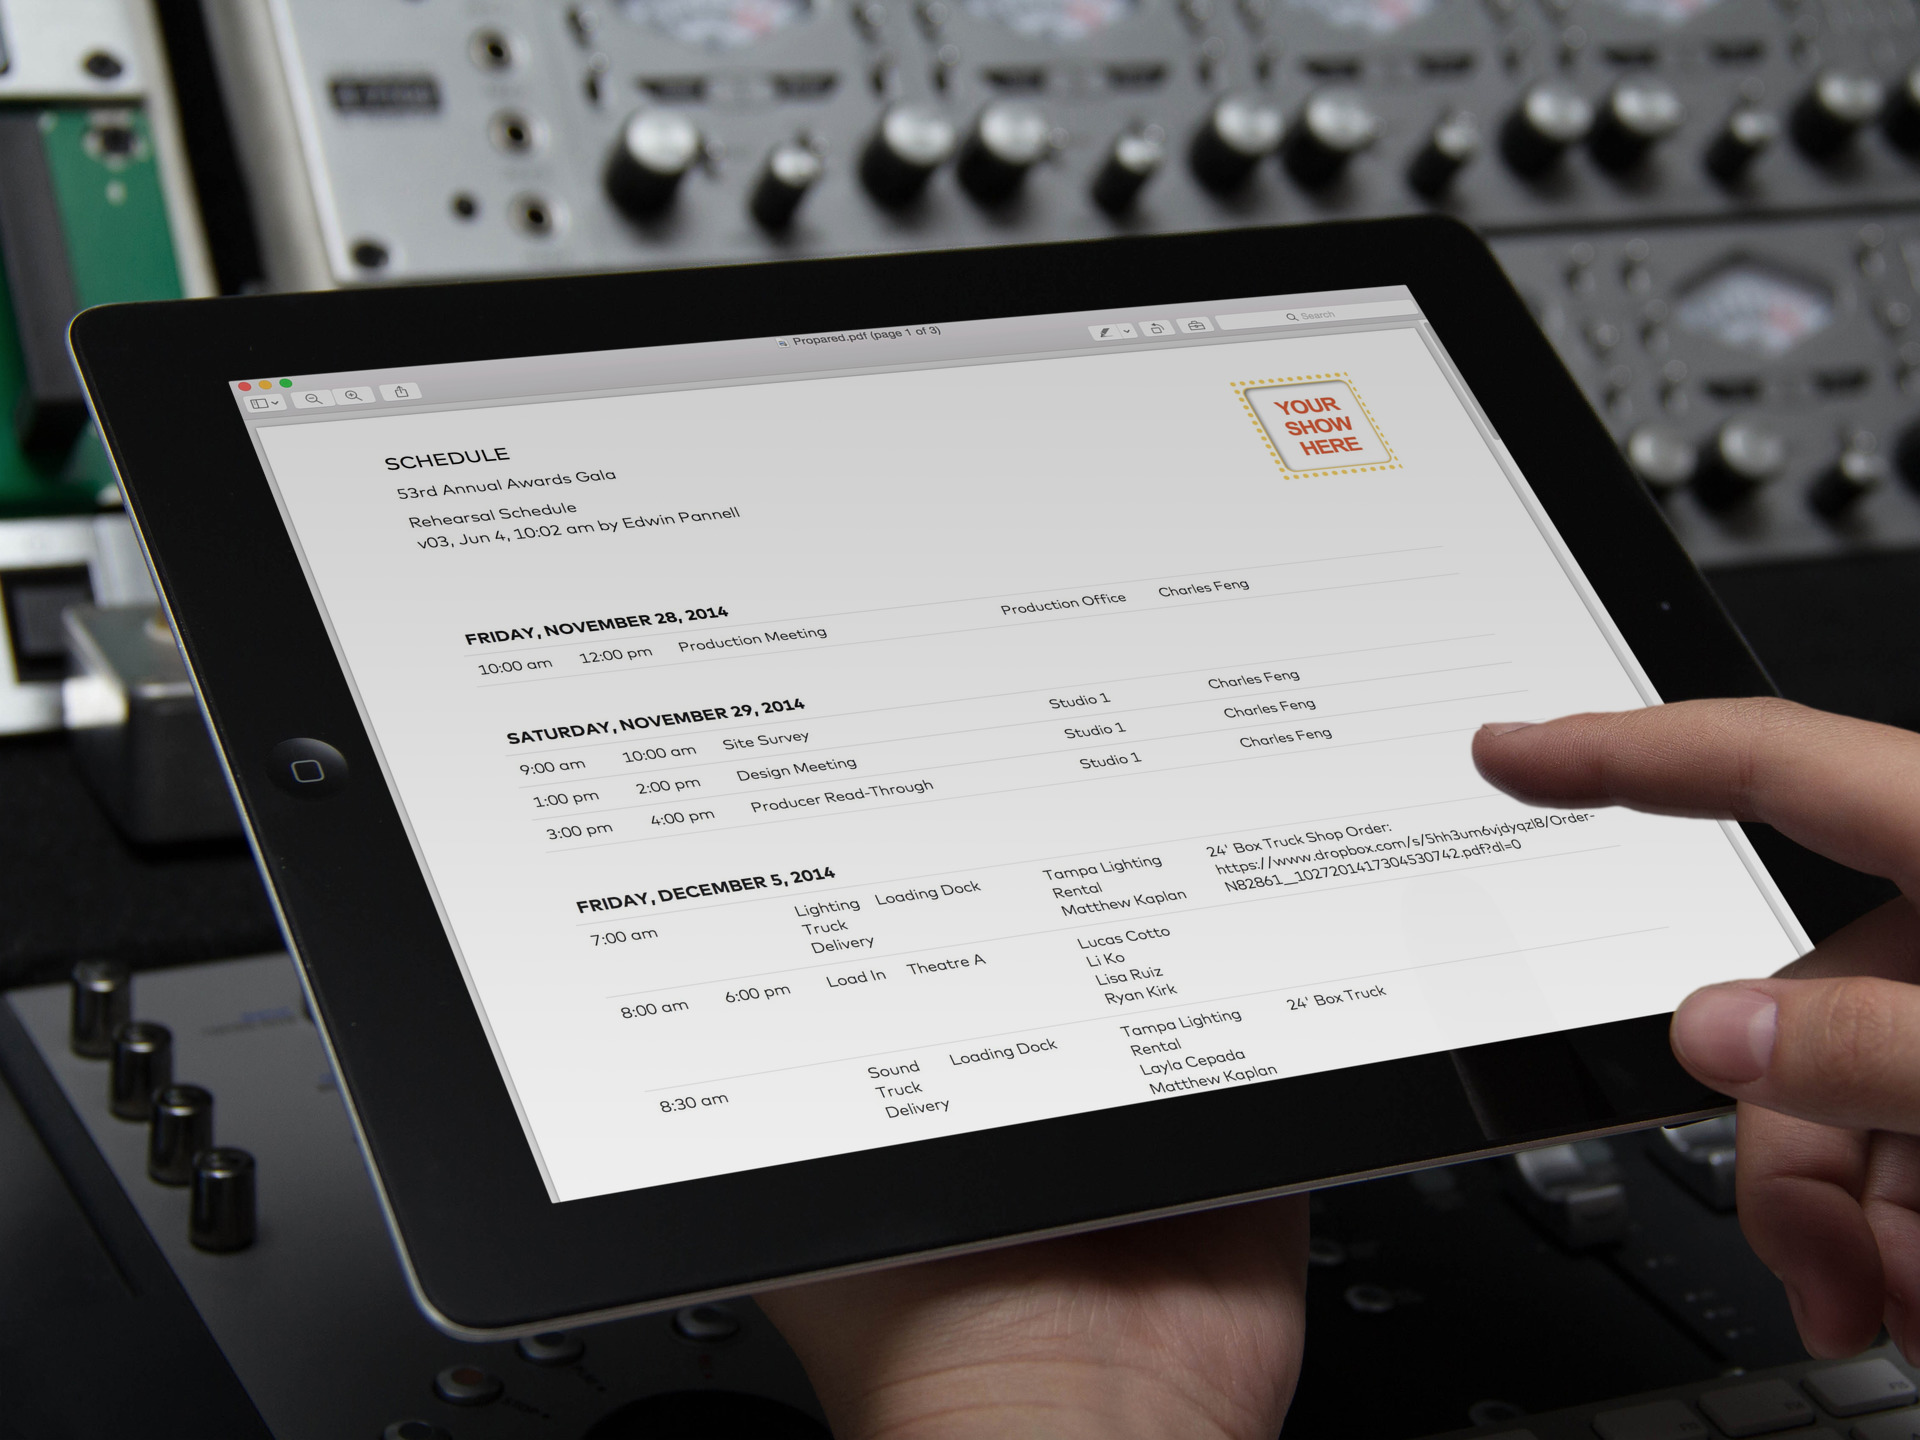 Propared.pdf (page 1 of 3)
Search
YOUR
SHOW
HERE
SCHEDULE
53rd Annual Awards Gala
Rehearsal Schedule
v03, Jun 4, 10:02 am by Edwin Pannell
FRIDAY, NOVEMBER 28, 2014
10:00 am 12:00 pm Production Meeting Production Office Charles Feng
SATURDAY, NOVEMBER 29, 2014
9:00 am 10:00 am Site Survey Studio 1 Charles Feng
1:00 pm 2:00 pm Design Meeting Studio 1 Charles Feng
3:00 pm 4:00 pm Producer Read-Through Studio 1 Charles Feng
FRIDAY, DECEMBER 5, 2014
7:00 am Lighting Loading Dock Tampa Lighting 24' Box Truck Shop Order:
Truck Rental https://www.dropbox.com/s/5hh3um6vjdyqzl8/Order-
Delivery Matthew Kaplan N82861__1027201417304530742.pdf?dl=0
8:00 am 6:00 pm Load In Theatre A Lucas Cotto
Li Ko
Lisa Ruiz
Ryan Kirk
8:30 am Sound Loading Dock Tampa Lighting 24' Box Truck
Truck Rental
Delivery Layla Cepada
Matthew Kaplan